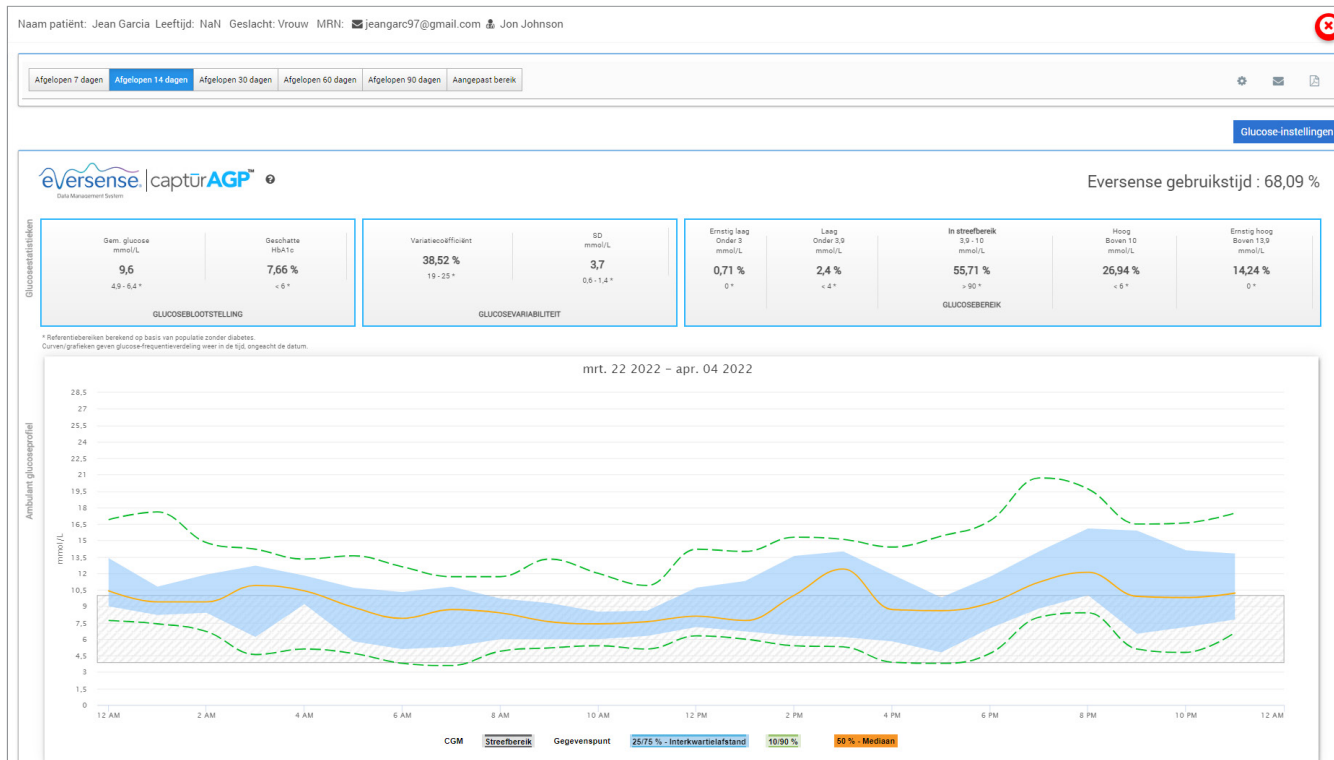 Naam patiënt: Jean Garcia Leeftijd: NaN Geslacht: Vrouw MRN: jeangarc97@gmail.com Jon Johnson
Afgelopen 7 dagen Afgelopen 14 dagen Afgelopen 30 dagen Afgelopen 60 dagen Afgelopen 90 dagen Aangepast bereik
Glucose-instellingen
eversense. captūrAGP™
Data Management System
Eversense gebruikstijd : 68,09 %
Glucosestatistieken
Gem. glucose
mmol/L
9,6
4,9 - 6,4 *
Geschatte
HbA1c
7,66 %
< 6 *
GLUCOSEBLOOTSTELLING
Variatiecoëfficiënt
38,52 %
19 - 25 *
SD
mmol/L
3,7
0,6 - 1,4 *
GLUCOSEVARIABILITEIT
Ernstig laag
Onder 3
mmol/L
0,71 %
0 *
Laag
Onder 3,9
mmol/L
2,4 %
< 4 *
In streefbereik
3,9 - 10
mmol/L
55,71 %
> 90 *
Hoog
Boven 10
mmol/L
26,94 %
< 6 *
Ernstig hoog
Boven 13,9
mmol/L
14,24 %
0 *
GLUCOSEBEREIK
* Referentiebereiken berekend op basis van populatie zonder diabetes.
Curven/grafieken geven glucose-frequentieverdeling weer in de tijd, ongeacht de datum.
Ambulant glucoseprofiel
mrt. 22 2022 – apr. 04 2022
mmol/L
28,5
27
25,5
24
22,5
21
19,5
18
16,5
15
13,5
12
10,5
9
7,5
6
4,5
3
1,5
0
12 AM 2 AM 4 AM 6 AM 8 AM 10 AM 12 PM 2 PM 4 PM 6 PM 8 PM 10 PM 12 AM
CGM Streefbereik Gegevenspunt 25/75 % - Interkwartielafstand 10/90 % 50 % - Mediaan